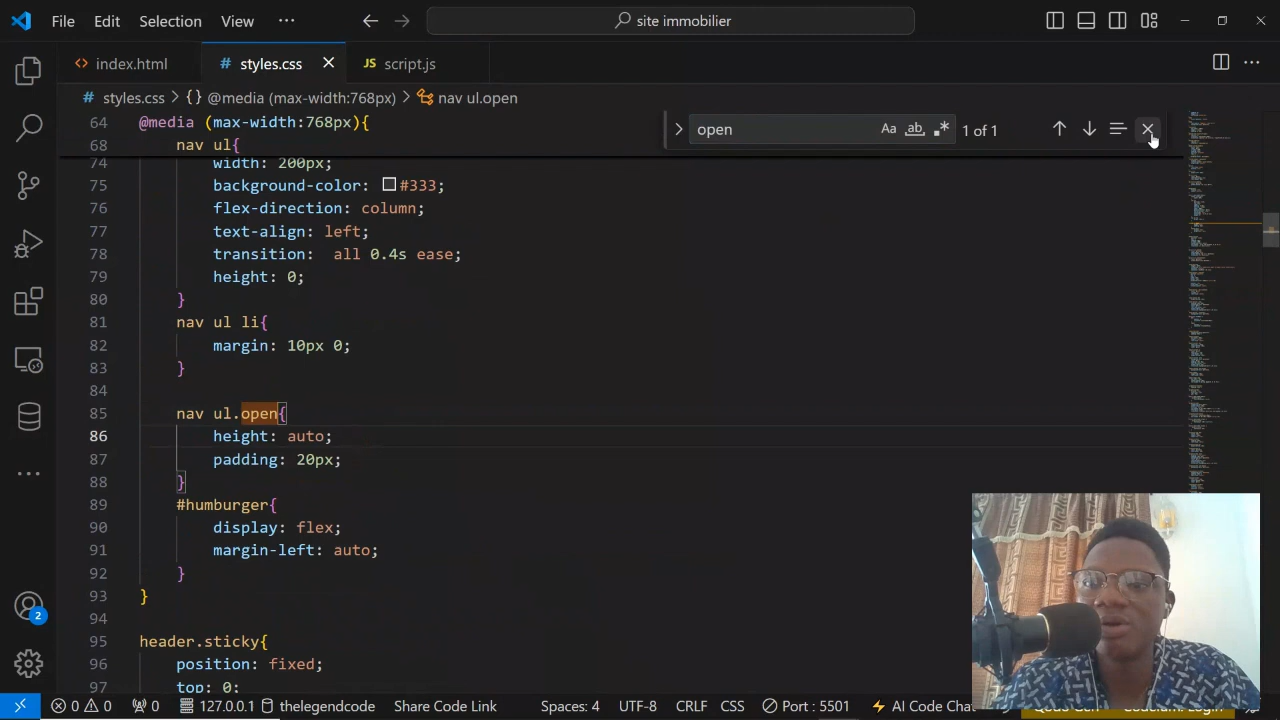 File Edit Selection View ··· site immobilier
index.html # styles.css JS script.js
# styles.css > {} @media (max-width:768px) > nav ul.open
open Aa ab 1 of 1
64 @media (max-width:768px){
68 nav ul{
74 width: 200px;
75 background-color: #333;
76 flex-direction: column;
77 text-align: left;
78 transition:  all 0.4s ease;
79 height: 0;
80 }
81 nav ul li{
82 margin: 10px 0;
83 }
84
85 nav ul.open{
86 height: auto;
87 padding: 20px;
88 }
89 #humburger{
90 display: flex;
91 margin-left: auto;
92 }
93 }
94
95 header.sticky{
96 position: fixed;
97 top: 0;
2
0 0 0 127.0.0.1 thelegendcode Share Code Link Spaces: 4 UTF-8 CRLF CSS Port : 5501 AI Code Cha